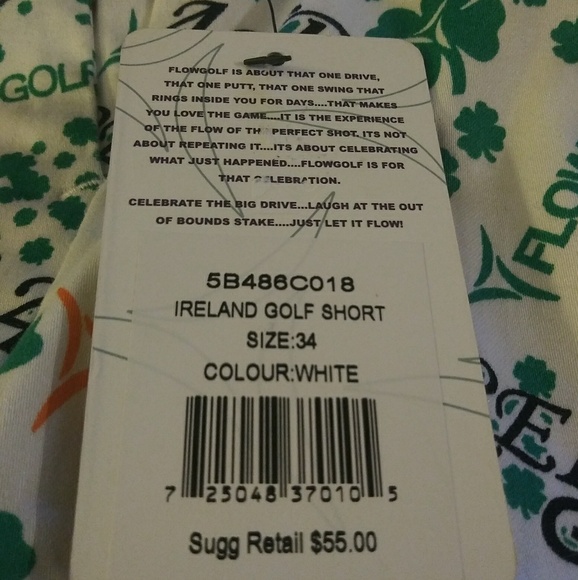 GOLF
FLOWGOLF IS ABOUT THAT ONE DRIVE,
THAT ONE PUTT, THAT ONE SWING THAT
RINGS INSIDE YOU FOR DAYS....THAT MAKES
YOU LOVE THE GAME....IT IS THE EXPERIENCE
OF THE FLOW OF TH PERFECT SHOT. ITS NOT
ABOUT REPEATING IT....ITS ABOUT CELEBRATING
WHAT JUST HAPPENED....FLOWGOLF IS FOR
THAT CELEBRATION.
CELEBRATE THE BIG DRIVE...LAUGH AT THE OUT
OF BOUNDS STAKE....JUST LET IT FLOW!
FLOW
5B486C018
IRELAND GOLF SHORT
SIZE:34
COLOUR:WHITE
7 25048 37010 5
Sugg Retail $55.00